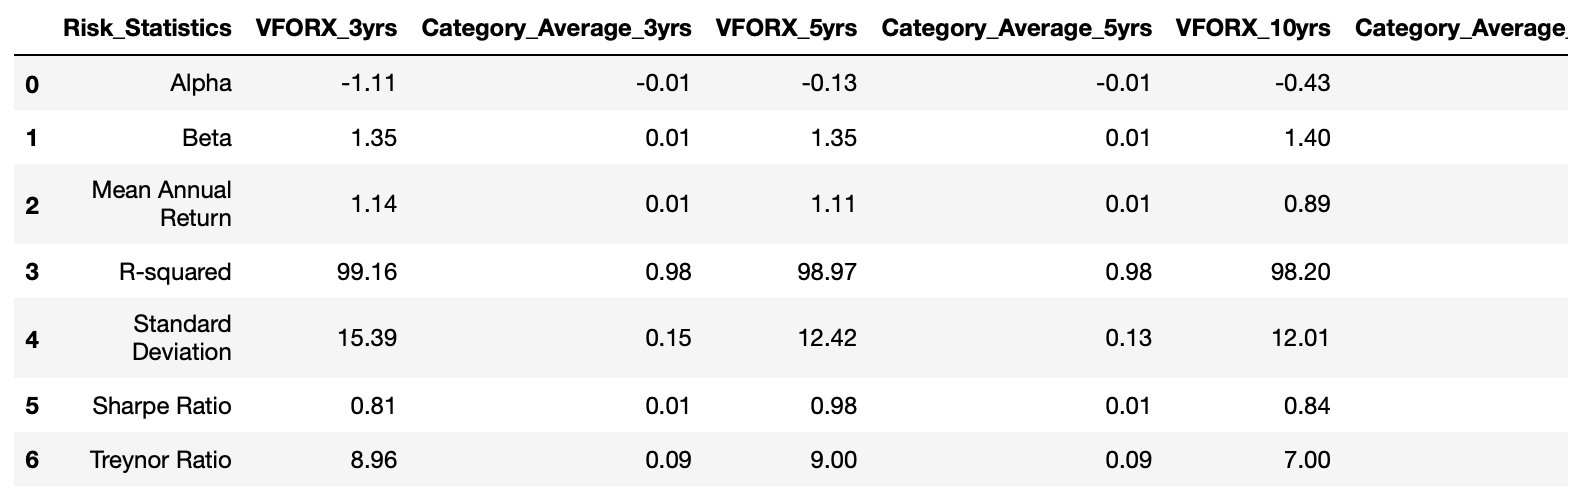 Risk_Statistics VFORX_3yrs Category_Average_3yrs VFORX_5yrs Category_Average_5yrs VFORX_10yrs Category_Average_
0 Alpha -1.11 -0.01 -0.13 -0.01 -0.43
1 Beta 1.35 0.01 1.35 0.01 1.40
2 Mean Annual Return 1.14 0.01 1.11 0.01 0.89
3 R-squared 99.16 0.98 98.97 0.98 98.20
4 Standard Deviation 15.39 0.15 12.42 0.13 12.01
5 Sharpe Ratio 0.81 0.01 0.98 0.01 0.84
6 Treynor Ratio 8.96 0.09 9.00 0.09 7.00